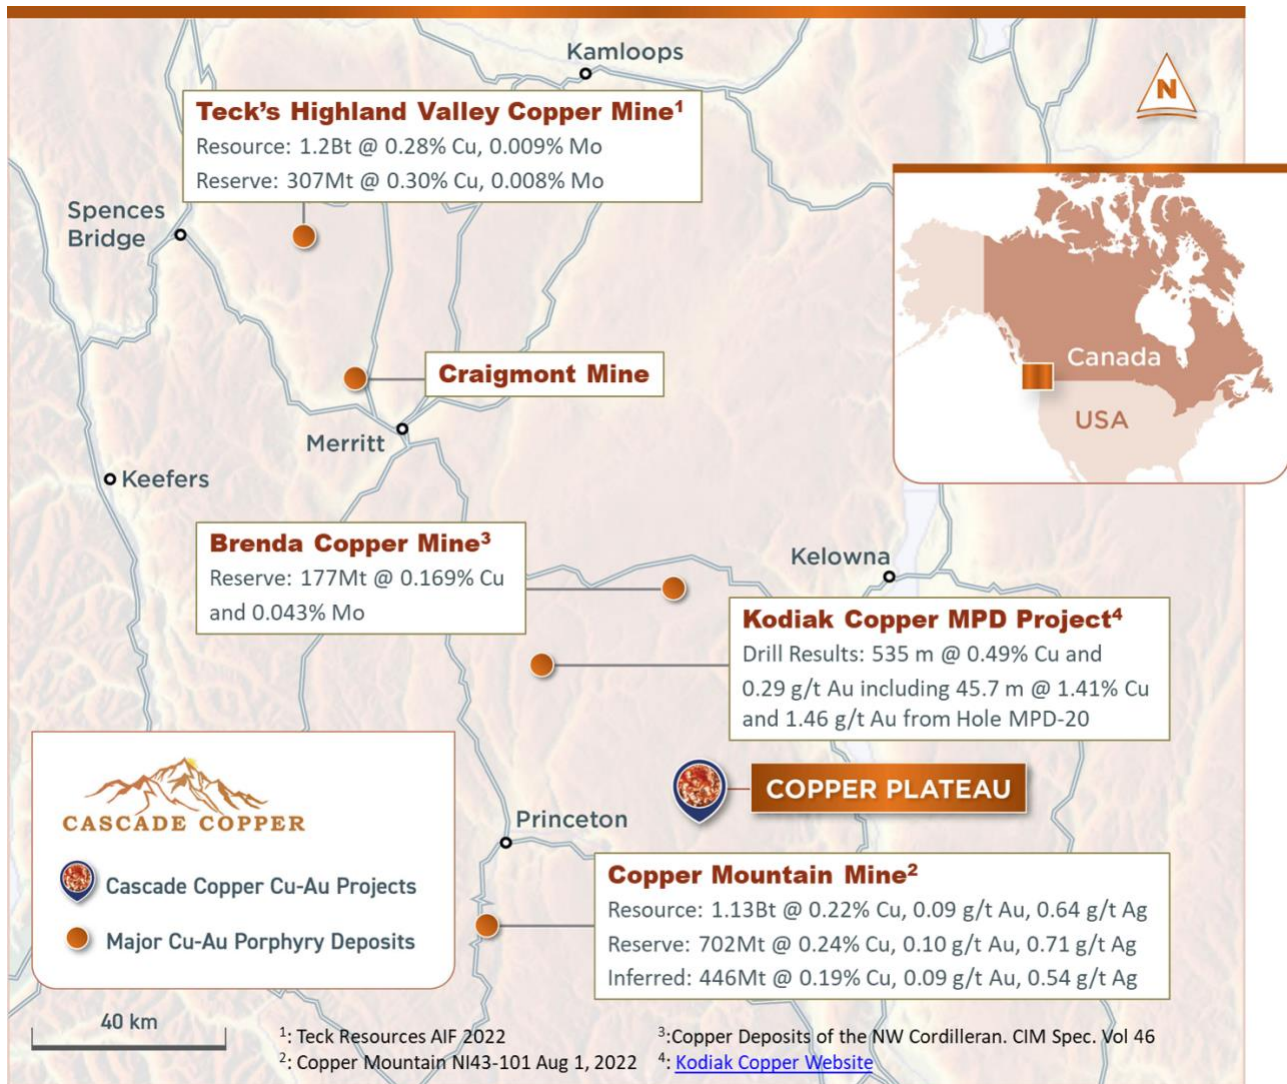 Kamloops
N
Teck's Highland Valley Copper Mine¹
Resource: 1.2Bt @ 0.28% Cu, 0.009% Mo
Reserve: 307Mt @ 0.30% Cu, 0.008% Mo
Spences
Bridge
Canada
USA
Craigmont Mine
Merritt
Keefers
Brenda Copper Mine³
Reserve: 177Mt @ 0.169% Cu
and 0.043% Mo
Kelowna
Kodiak Copper MPD Project⁴
Drill Results: 535 m @ 0.49% Cu and
0.29 g/t Au including 45.7 m @ 1.41% Cu
and 1.46 g/t Au from Hole MPD-20
COPPER PLATEAU
Princeton
Copper Mountain Mine²
Resource: 1.13Bt @ 0.22% Cu, 0.09 g/t Au, 0.64 g/t Ag
Reserve: 702Mt @ 0.24% Cu, 0.10 g/t Au, 0.71 g/t Ag
Inferred: 446Mt @ 0.19% Cu, 0.09 g/t Au, 0.54 g/t Ag
CASCADE COPPER
Cascade Copper Cu-Au Projects
Major Cu-Au Porphyry Deposits
40 km
¹: Teck Resources AIF 2022
²: Copper Mountain NI43-101 Aug 1, 2022
³:Copper Deposits of the NW Cordilleran. CIM Spec. Vol 46
⁴: Kodiak Copper Website